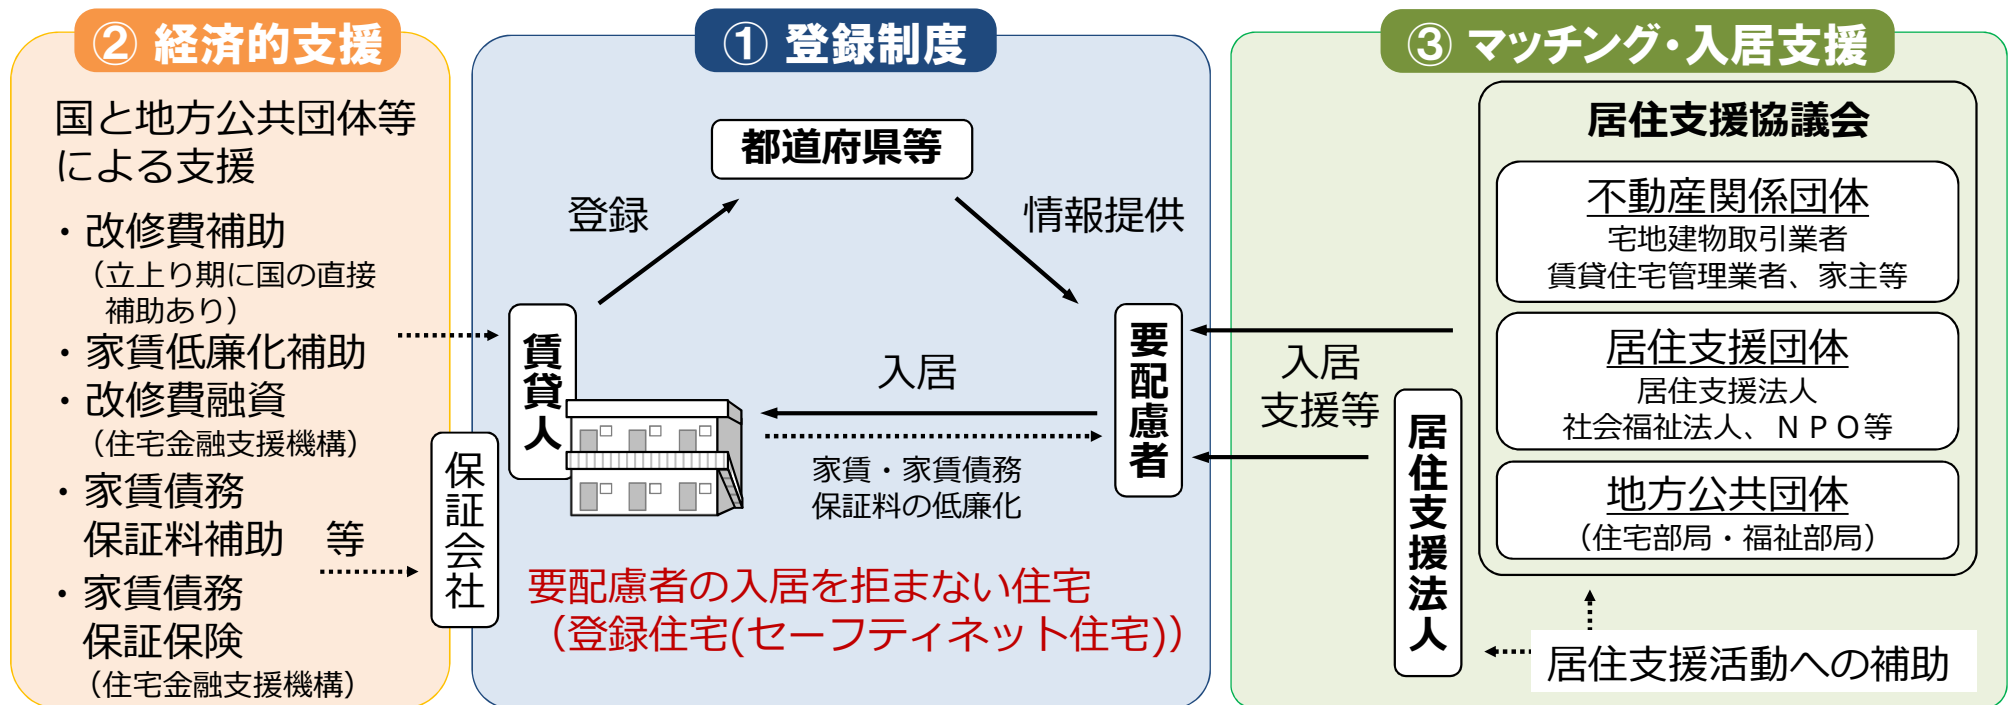 ② 経済的支援
国と地方公共団体等
による支援
・改修費補助
（立上り期に国の直接
補助あり）
・家賃低廉化補助
・改修費融資
（住宅金融支援機構）
・家賃債務
保証料補助　等
・家賃債務
保証保険
（住宅金融支援機構）
保証会社
① 登録制度
都道府県等
登録
情報提供
賃貸人
要配慮者
入居
家賃・家賃債務
保証料の低廉化
要配慮者の入居を拒まない住宅
（登録住宅(セーフティネット住宅)）
③ マッチング・入居支援
入居
支援等
居住支援法人
居住支援協議会
不動産関係団体
宅地建物取引業者
賃貸住宅管理業者、家主等
居住支援団体
居住支援法人
社会福祉法人、ＮＰＯ等
地方公共団体
（住宅部局・福祉部局）
居住支援活動への補助